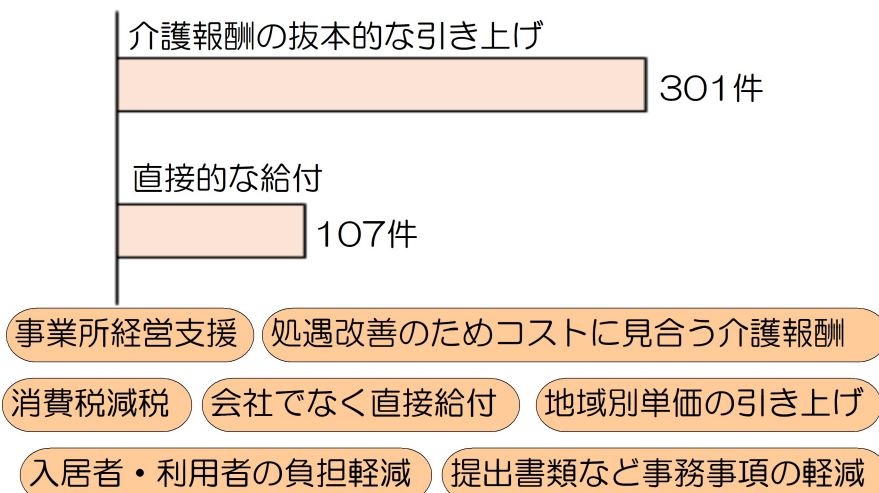 介護報酬の抜本的な引き上げ
301件
直接的な給付
107件
事業所経営支援
処遇改善のためコストに見合う介護報酬
消費税減税
会社でなく直接給付
地域別単価の引き上げ
入居者・利用者の負担軽減
提出書類など事務事項の軽減